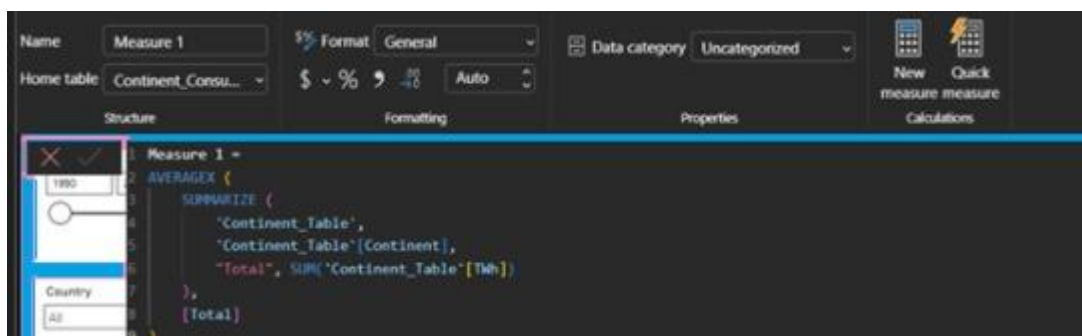 Name Measure 1 $% Format General Data category Uncategorized New measure Quick measure
Home table Continent_Consu... $ % 9 Auto
Structure Formatting Properties Calculations
1 Measure 1 =
2 AVERAGEX (
3 SUMMARIZE (
4 'Continent_Table',
5 'Continent_Table'[Continent],
6 "Total", SUM('Continent_Table'[TWh])
7 ),
8 [Total]
9 )
Country
All